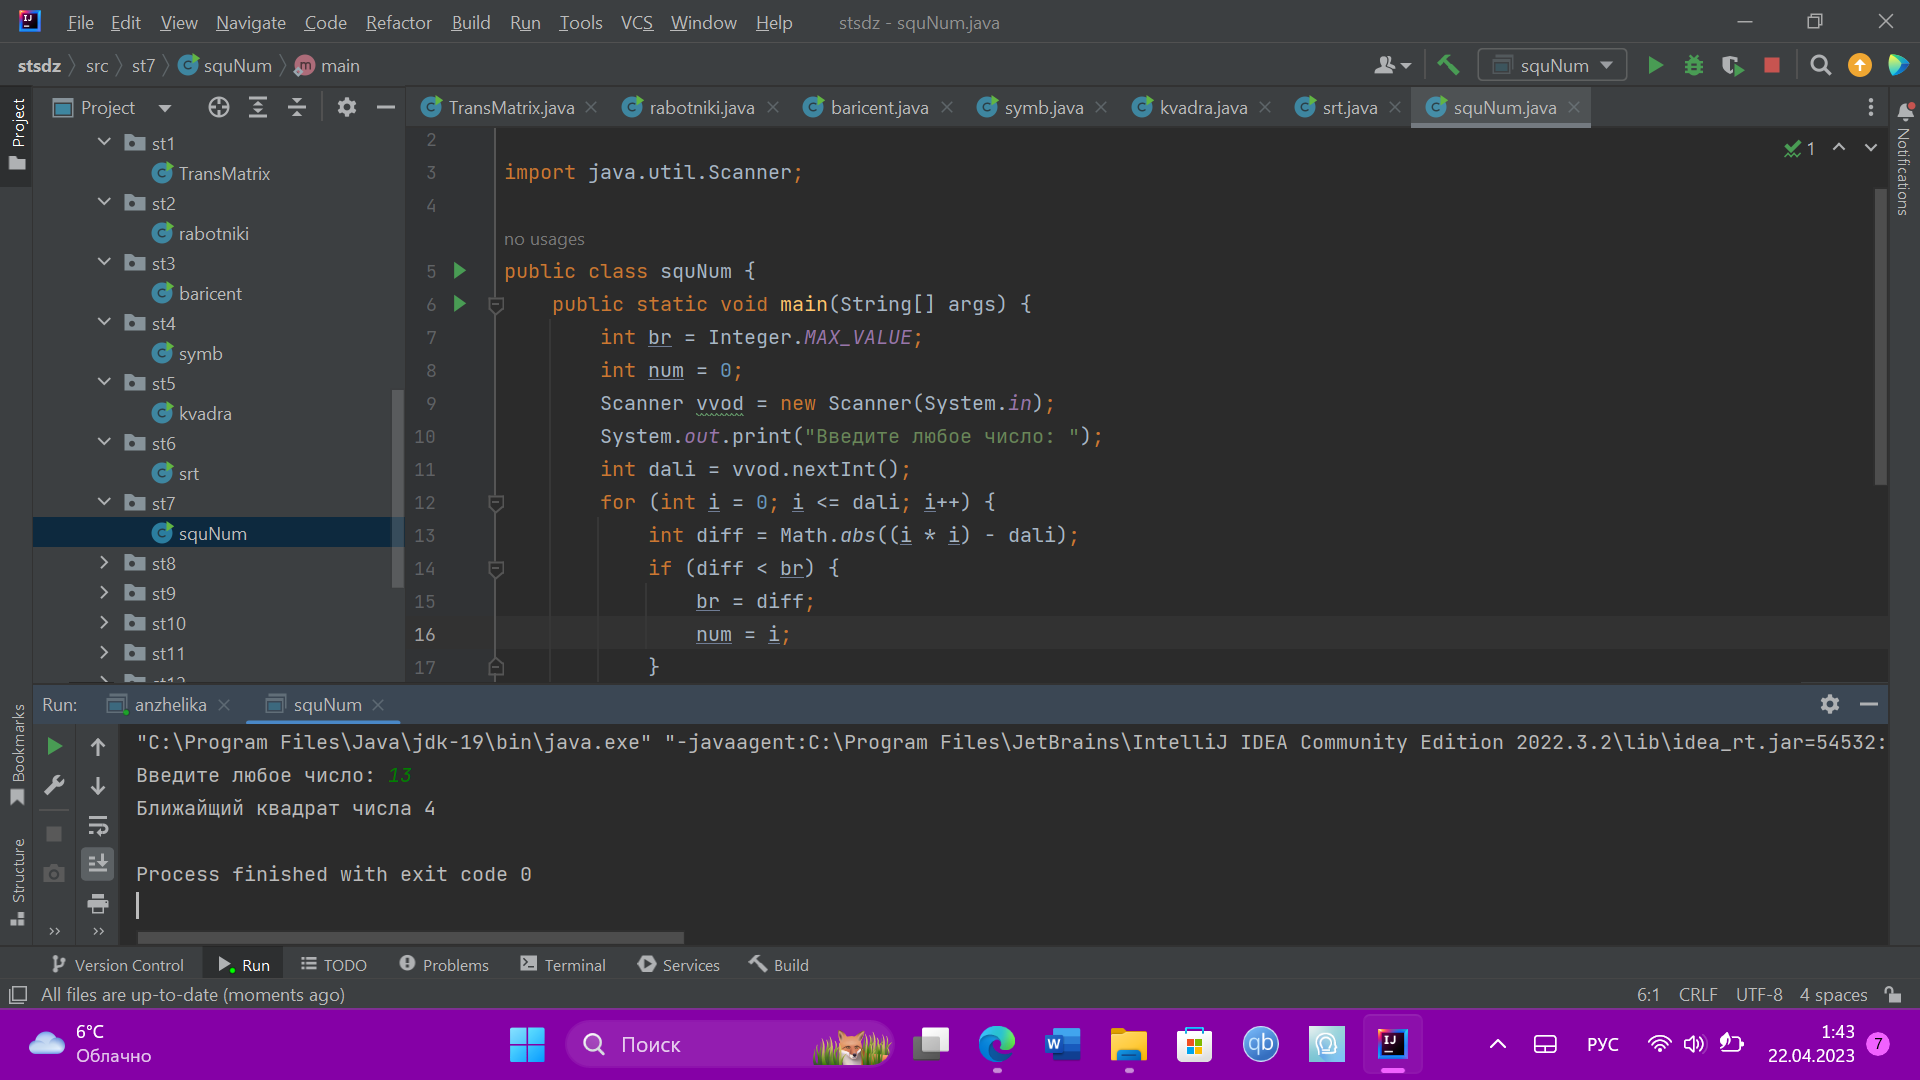 File Edit View Navigate Code Refactor Build Run Tools VCS Window Help stsdz - squNum.java
stsdz src st7 squNum main squNum
Project
Project
TransMatrix.java rabotniki.java baricent.java symb.java kvadra.java srt.java squNum.java
Notifications
st1
TransMatrix
st2
rabotniki
st3
baricent
st4
symb
st5
kvadra
st6
srt
st7
squNum
st8
st9
st10
st11
1
2
3 import java.util.Scanner;
4
no usages
5 public class squNum {
6 public static void main(String[] args) {
7 int br = Integer.MAX_VALUE;
8 int num = 0;
9 Scanner vvod = new Scanner(System.in);
10 System.out.print("Введите любое число: ");
11 int dali = vvod.nextInt();
12 for (int i = 0; i <= dali; i++) {
13 int diff = Math.abs((i * i) - dali);
14 if (diff < br) {
15 br = diff;
16 num = i;
17 }
Run: anzhelika squNum
Bookmarks
Structure
"C:\Program Files\Java\jdk-19\bin\java.exe" "-javaagent:C:\Program Files\JetBrains\IntelliJ IDEA Community Edition 2022.3.2\lib\idea_rt.jar=54532:
Введите любое число: 13
Ближайщий квадрат числа 4
Process finished with exit code 0
Version Control Run TODO Problems Terminal Services Build
All files are up-to-date (moments ago) 6:1 CRLF UTF-8 4 spaces
6°C
Облачно
Поиск
РУС
1:43
22.04.2023
7